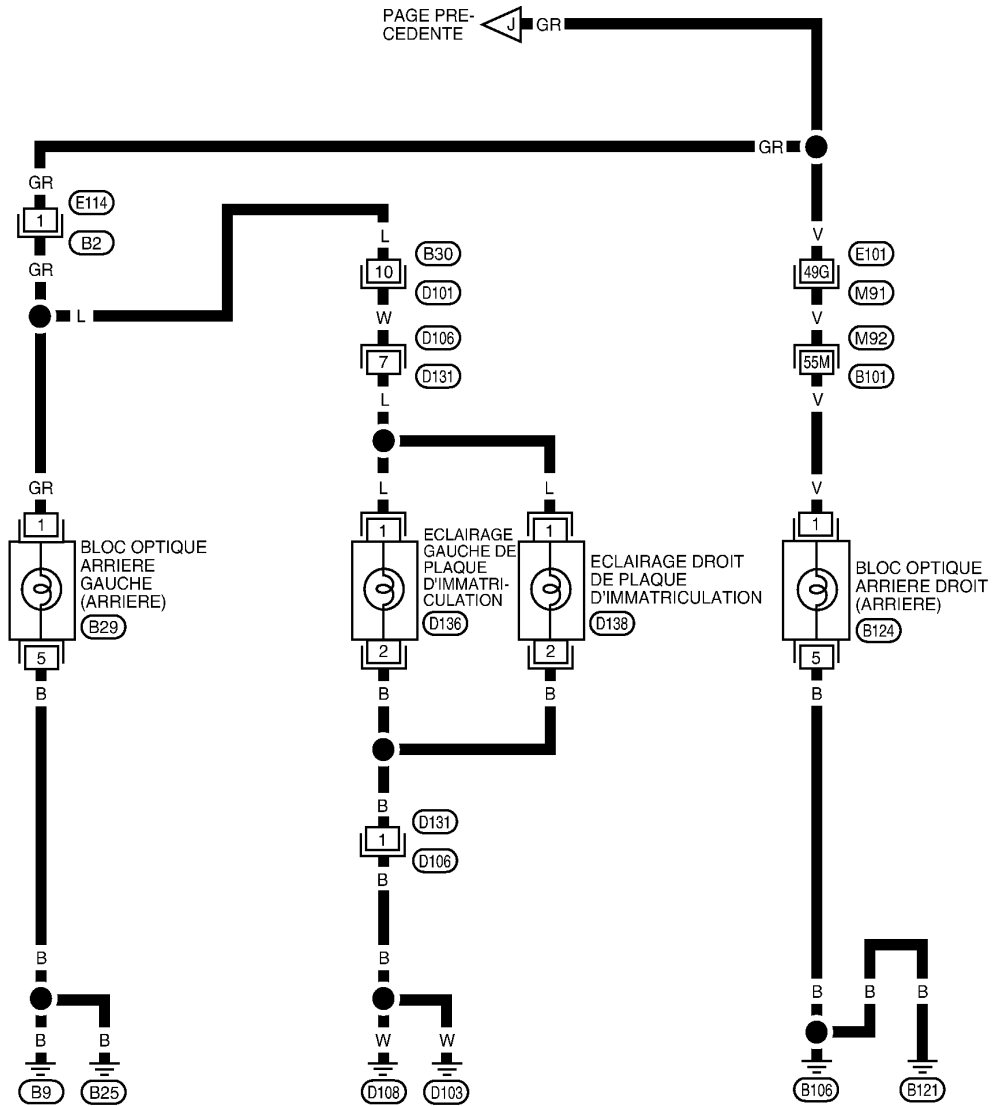 PAGE PRE-
CEDENTE
J
GR
GR
GR
1
E114
B2
GR
L
L
10
B30
D101
W
D106
7
D131
L
V
49G
E101
M91
V
M92
55M
B101
V
GR
L
L
V
1
BLOC OPTIQUE
ARRIERE
GAUCHE
(ARRIERE)
B29
5
B
1
ECLAIRAGE
GAUCHE DE
PLAQUE
D'IMMATRI-
CULATION
D136
2
B
1
ECLAIRAGE DROIT
DE PLAQUE
D'IMMATRICULATION
D138
2
B
1
BLOC OPTIQUE
ARRIERE DROIT
(ARRIERE)
B124
5
B
B
D131
1
D106
B
B
B
B
B
B
B
B
W
W
B9
B25
D108
D103
B106
B121